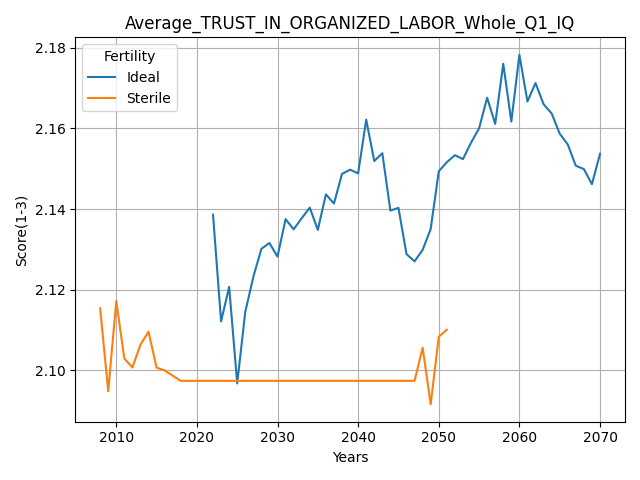 Average_TRUST_IN_ORGANIZED_LABOR_Whole_Q1_IQ
Fertility
Ideal
Sterile
Score(1-3)
2.18
2.16
2.14
2.12
2.10
2010 2020 2030 2040 2050 2060 2070
Years